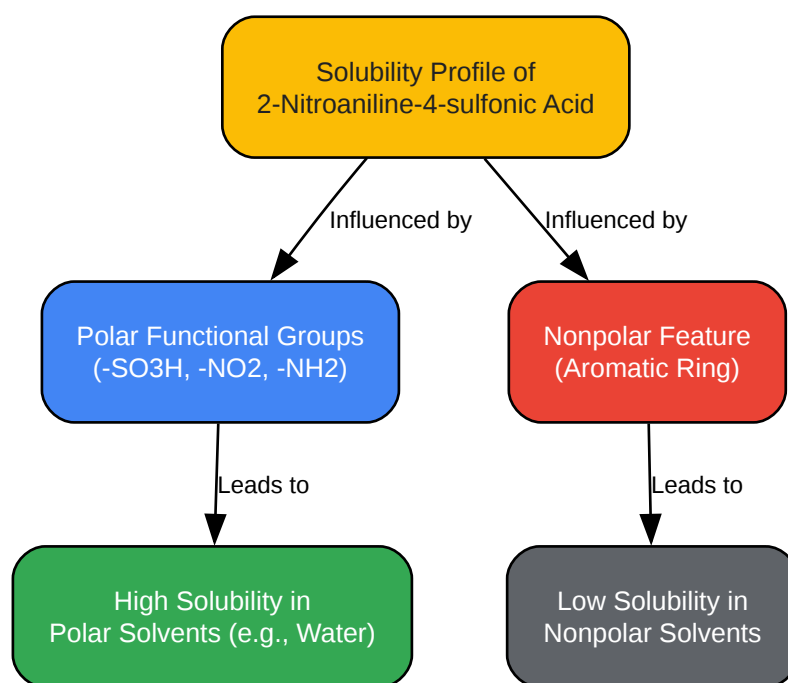 Solubility Profile of
2-Nitroaniline-4-sulfonic Acid
Influenced by
Influenced by
Polar Functional Groups
(-SO3H, -NO2, -NH2)
Nonpolar Feature
(Aromatic Ring)
Leads to
Leads to
High Solubility in
Polar Solvents (e.g., Water)
Low Solubility in
Nonpolar Solvents